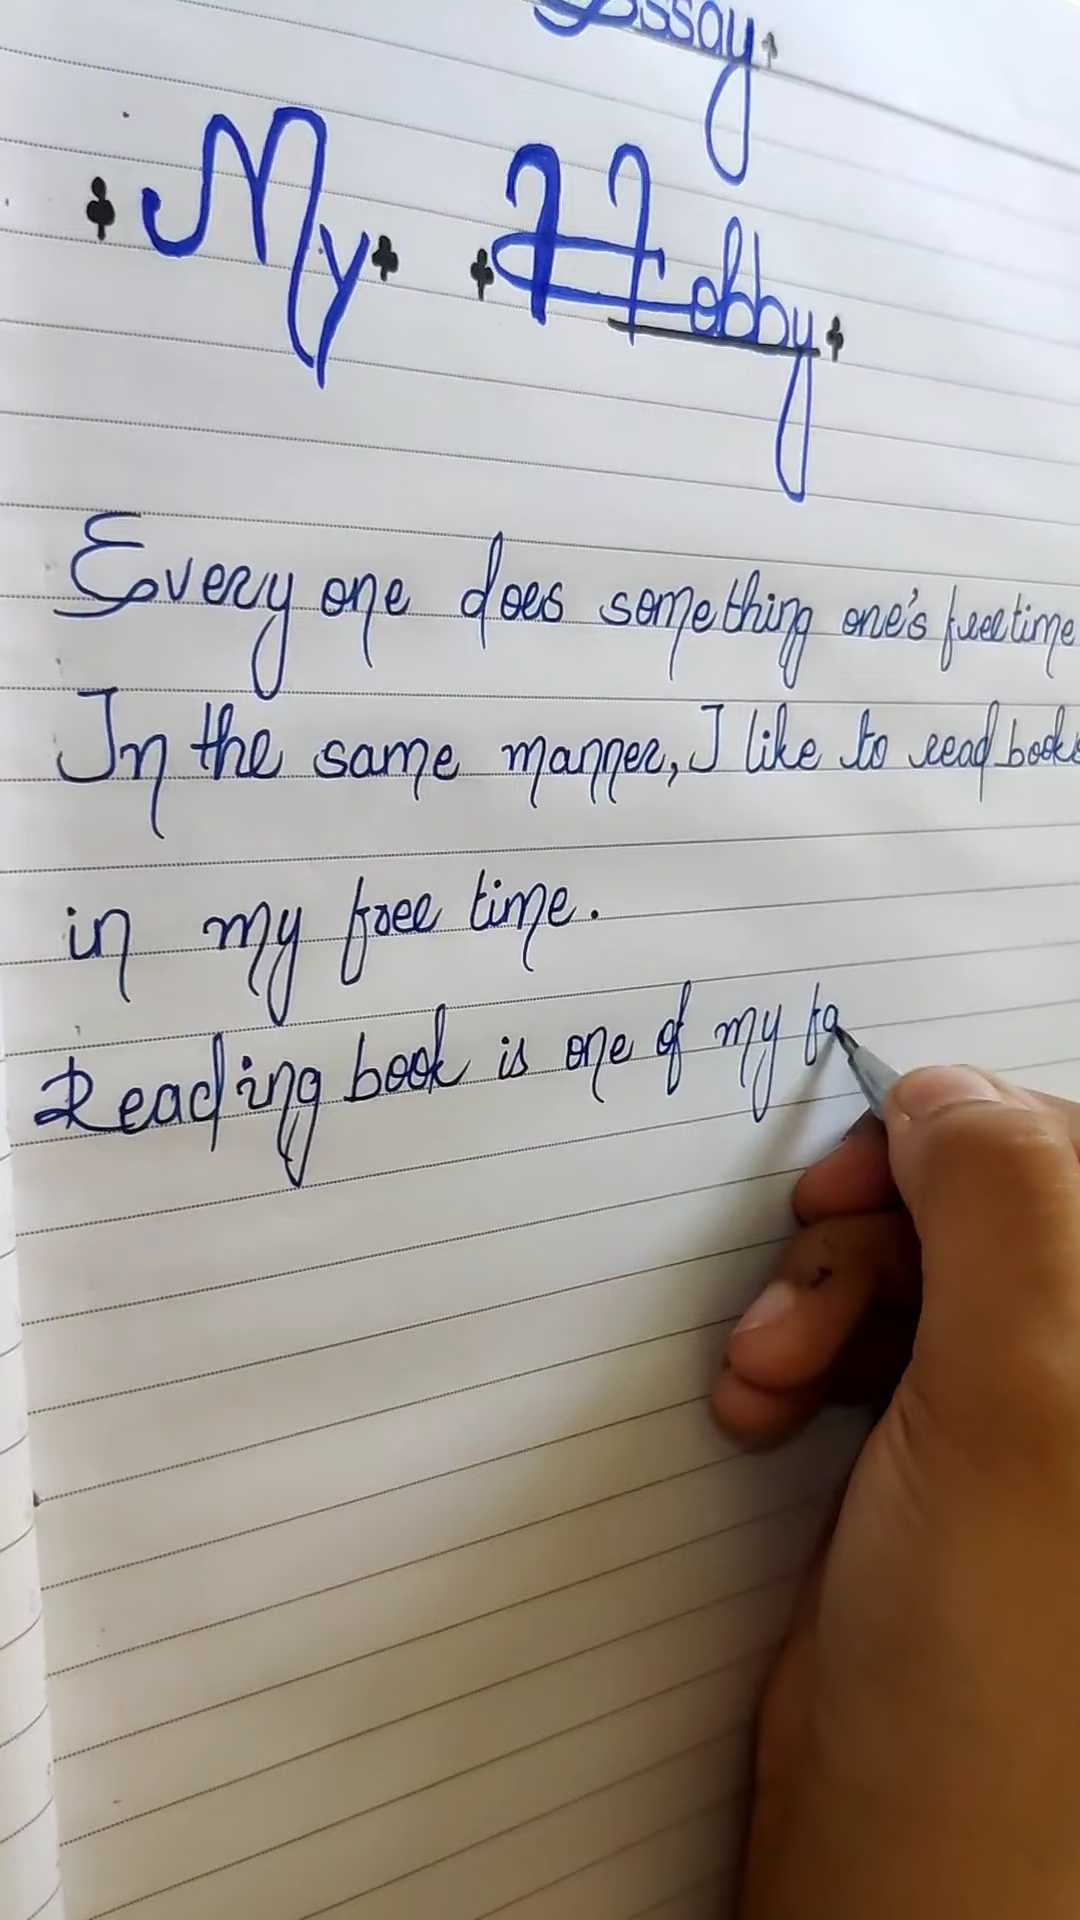 Essay
My Hobby
Every one does something one's free time
In the same manner, I like to read books
in my free time.
Reading book is one of my fa